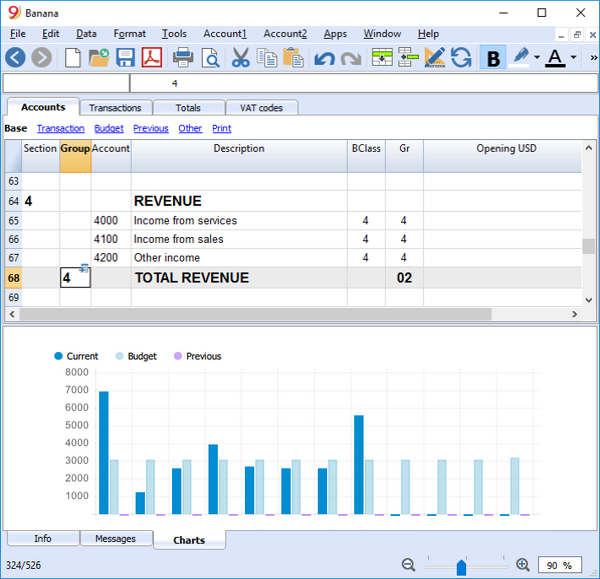 Banana
File Edit Data Format Tools Account1 Account2 Apps Window Help
B A »
4
Accounts Transactions Totals VAT codes
Base Transaction Budget Previous Other Print
Section Group Account Description BClass Gr Opening USD
63
64 4 REVENUE
65 4000 Income from services 4 4
66 4100 Income from sales 4 4
67 4200 Other income 4 4
68 4 TOTAL REVENUE 02
69
Current Budget Previous
8000
7000
6000
5000
4000
3000
2000
1000
Info Messages Charts
324/526 90 %